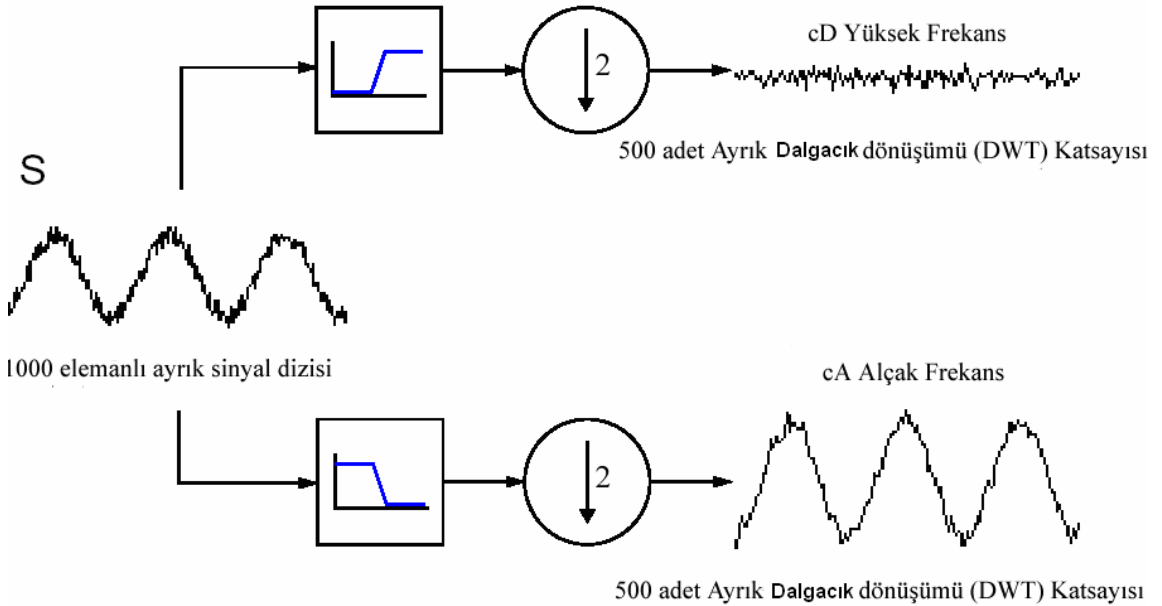 2
cD Yüksek Frekans
500 adet Ayrık Dalgacık dönüşümü (DWT) Katsayısı
S
1000 elemanlı ayrık sinyal dizisi
cA Alçak Frekans
2
500 adet Ayrık Dalgacık dönüşümü (DWT) Katsayısı